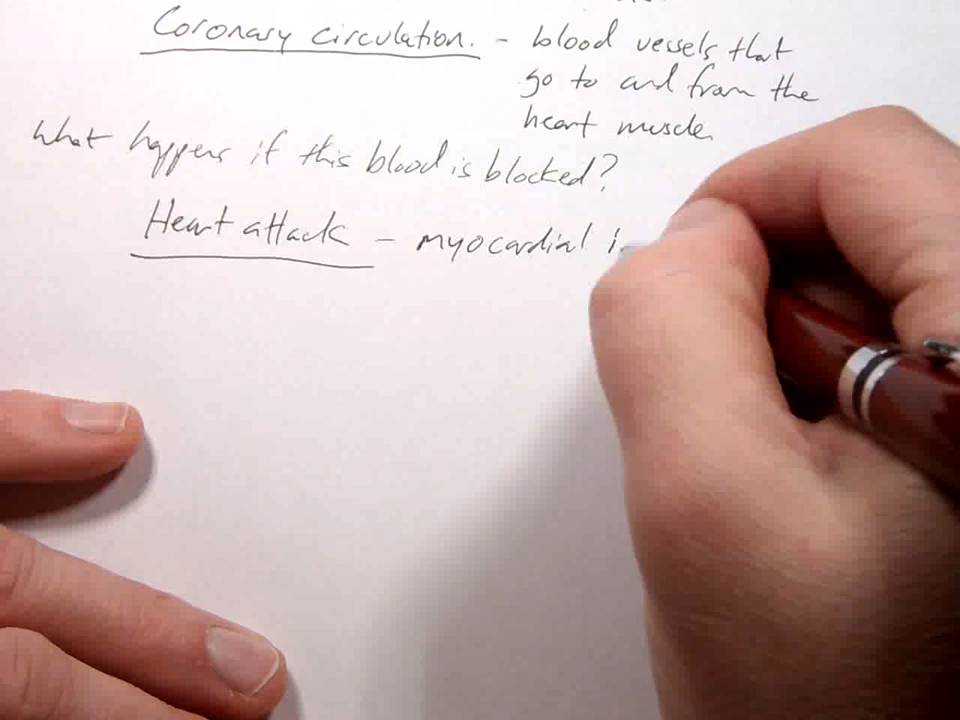 Coronary circulation. - blood vessels that
go to and from the
heart muscle
What happens if this blood is blocked?
Heart attack - myocardial i